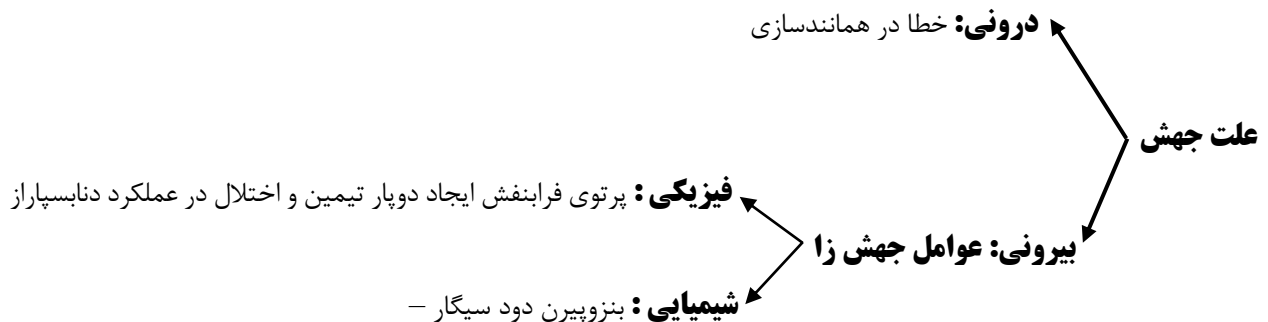 درونی: خطا در همانندسازی
علت جهش
فیزیکی : پرتوی فرابنفش ایجاد دوپار تیمین و اختلال در عملکرد دنابسپاراز
بیرونی: عوامل جهش زا
شیمیایی : بنزوپیرن دود سیگار –